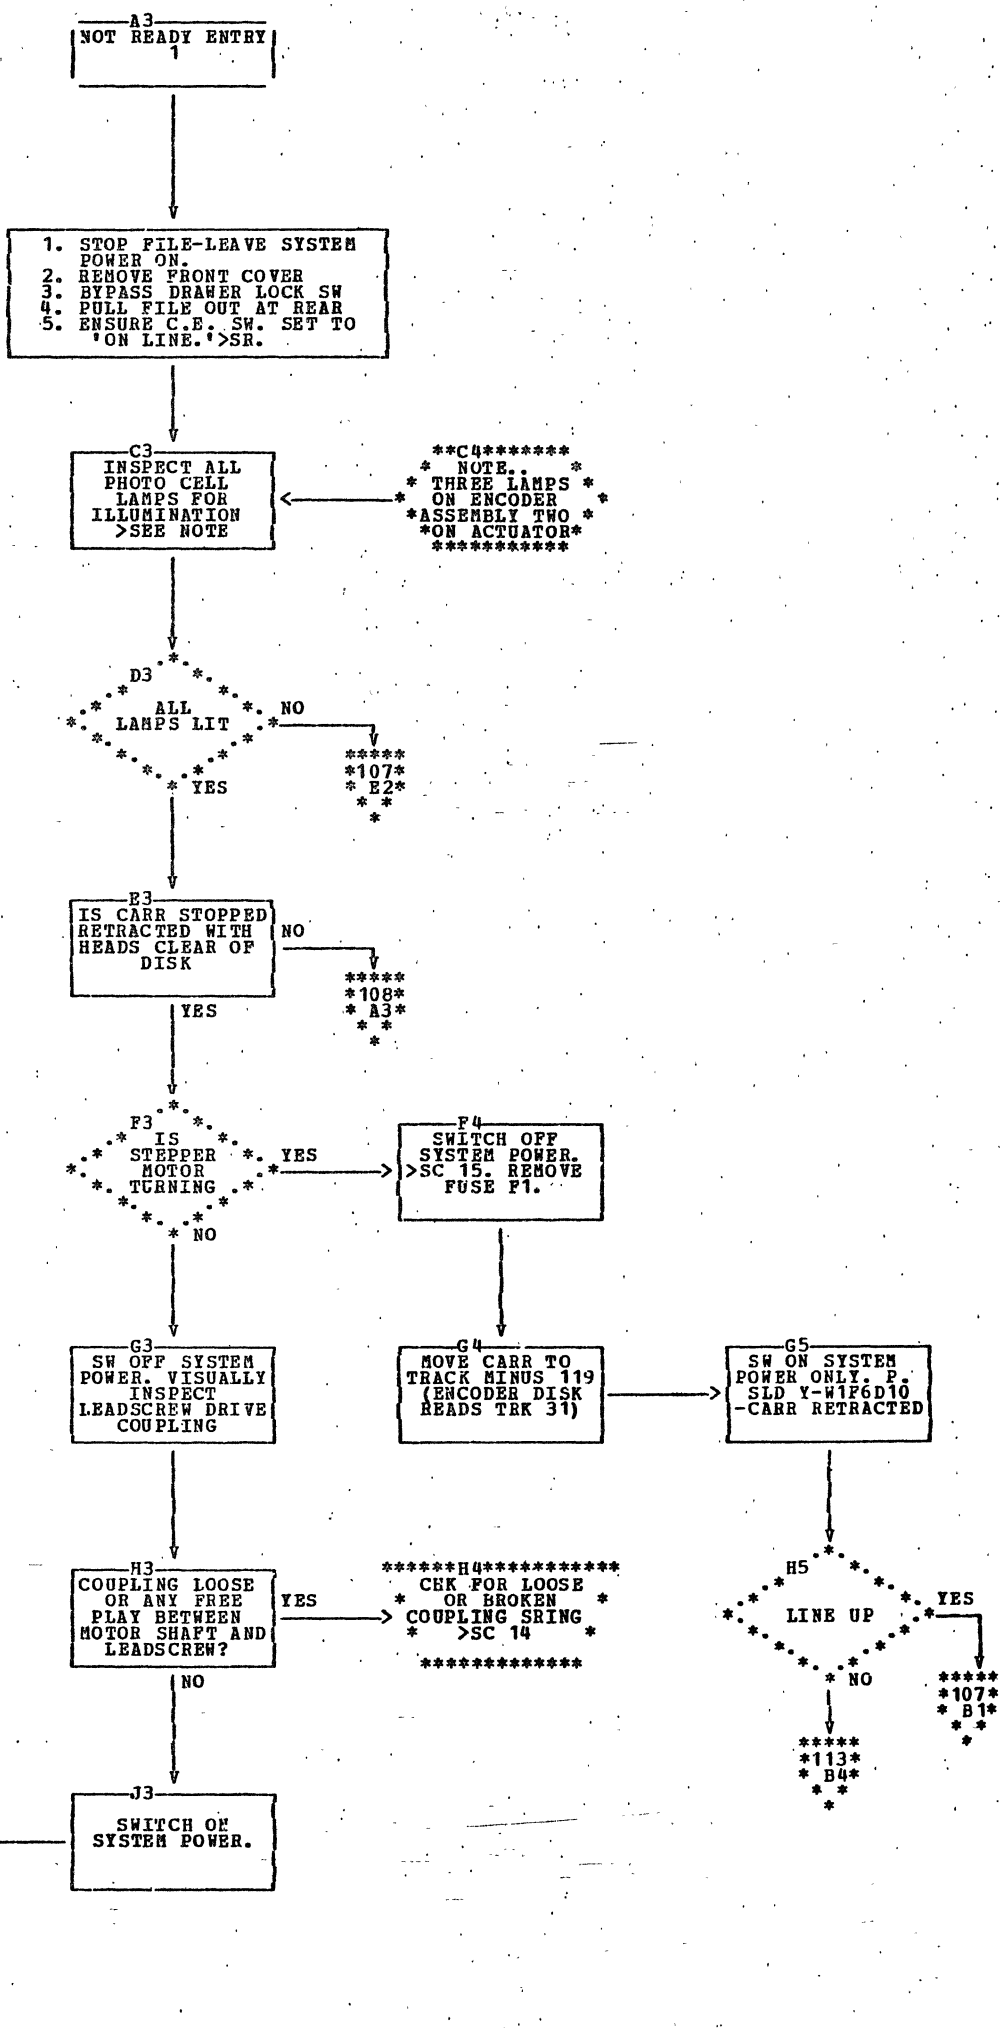 A3
NOT READY ENTRY
1
1. STOP FILE-LEAVE SYSTEM
POWER ON.
2. REMOVE FRONT COVER
3. BYPASS DRAWER LOCK SW
4. PULL FILE OUT AT REAR
5. ENSURE C.E. SW. SET TO
'ON LINE.'>SR.
C3
INSPECT ALL
PHOTO CELL
LAMPS FOR
ILLUMINATION
>SEE NOTE
**C4*******
* NOTE.. *
* THREE LAMPS *
* ON ENCODER *
*ASSEMBLY TWO *
*ON ACTUATOR*
***********
D3
ALL
LAMPS LIT
NO
YES
*****
*107*
* E2*
* *
*
E3
IS CARR STOPPED
RETRACTED WITH
HEADS CLEAR OF
DISK
NO
YES
*****
*108*
* A3*
* *
*
F3
IS
STEPPER
MOTOR
TURNING
YES
NO
F4
SWITCH OFF
SYSTEM POWER.
>SC 15. REMOVE
FUSE F1.
G3
SW OFF SYSTEM
POWER. VISUALLY
INSPECT
LEADSCREW DRIVE
COUPLING
G4
MOVE CARR TO
TRACK MINUS 119
(ENCODER DISK
READS TRK 31)
G5
SW ON SYSTEM
POWER ONLY. P.
SLD Y-W1F6D10
-CARR RETRACTED
H3
COUPLING LOOSE
OR ANY FREE
PLAY BETWEEN
MOTOR SHAFT AND
LEADSCREW?
YES
NO
******H4***********
CHK FOR LOOSE
* OR BROKEN *
COUPLING SRING
* >SC 14 *
*************
H5
LINE UP
YES
NO
*****
*107*
* B1*
* *
*
*****
*113*
* B4*
* *
*
J3
SWITCH ON
SYSTEM POWER.